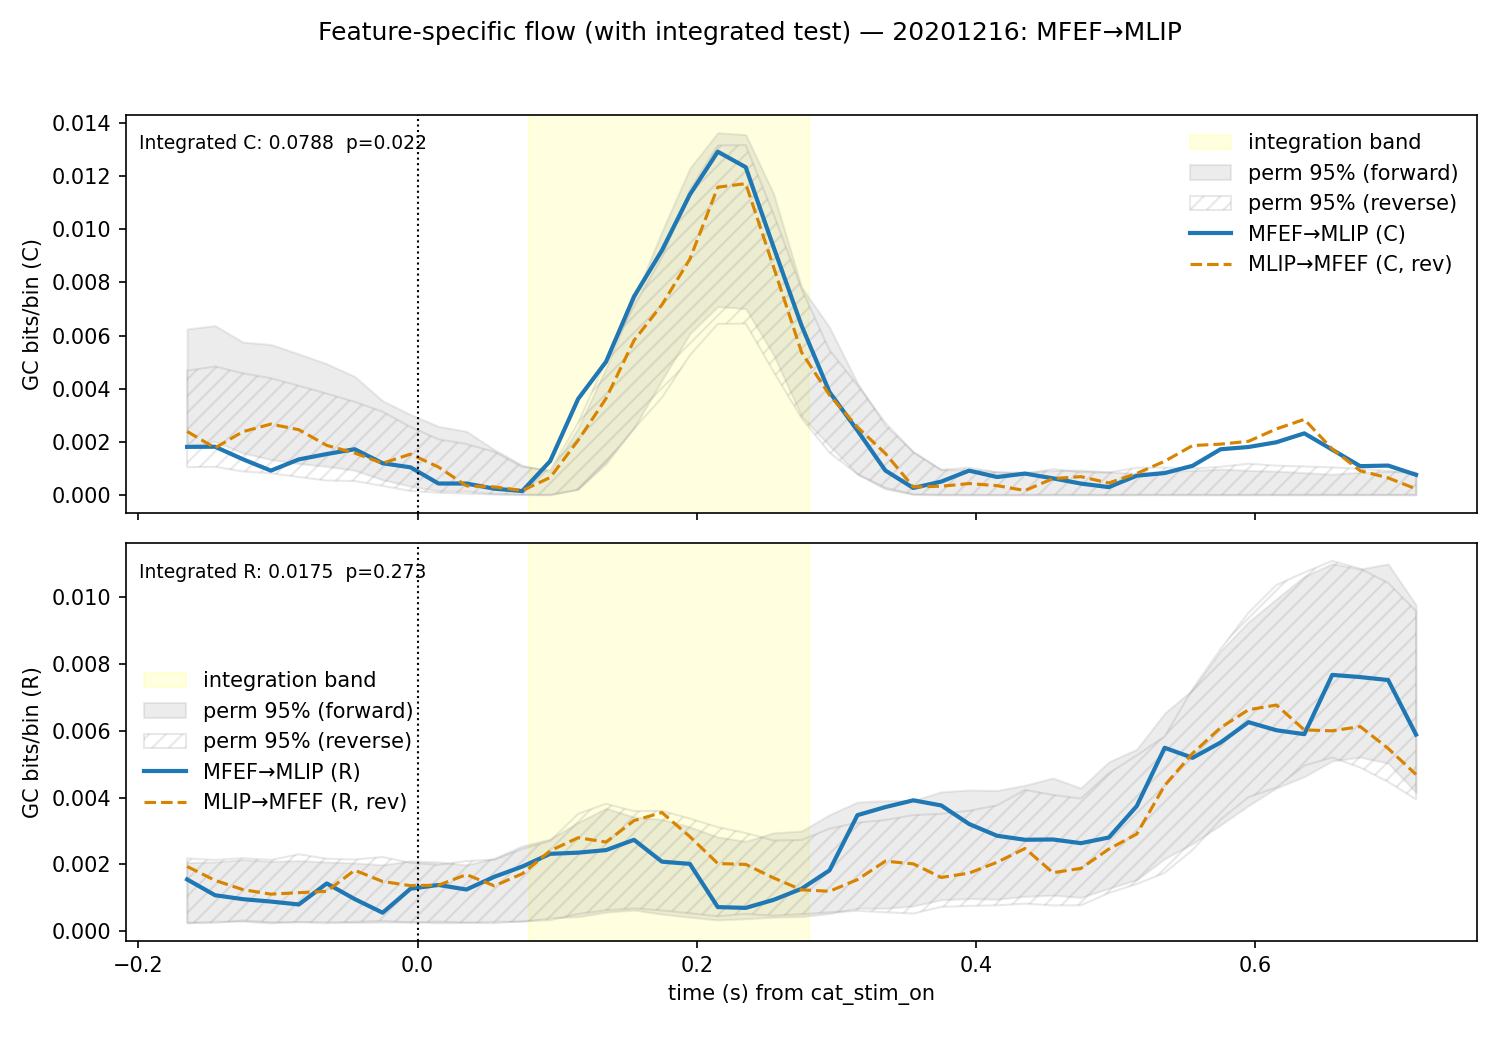 Feature-specific flow (with integrated test) — 20201216: MFEF→MLIP
Integrated C: 0.0788  p=0.022
integration band
perm 95% (forward)
perm 95% (reverse)
MFEF→MLIP (C)
MLIP→MFEF (C, rev)
GC bits/bin (C)
0.014
0.012
0.010
0.008
0.006
0.004
0.002
0.000
Integrated R: 0.0175  p=0.273
integration band
perm 95% (forward)
perm 95% (reverse)
MFEF→MLIP (R)
MLIP→MFEF (R, rev)
GC bits/bin (R)
0.010
0.008
0.006
0.004
0.002
0.000
−0.2
0.0
0.2
0.4
0.6
time (s) from cat_stim_on